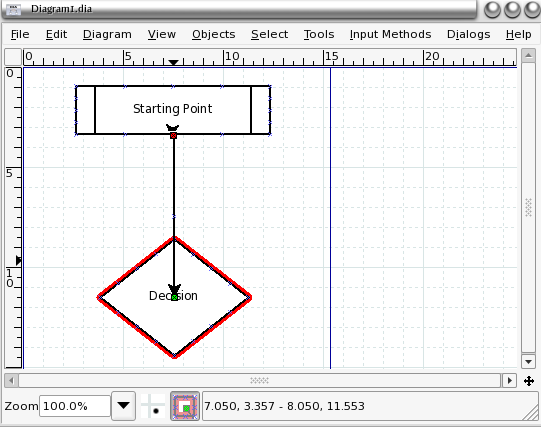 Diagram1.dia
File Edit Diagram View Objects Select Tools Input Methods Dialogs Help
0 5 10 15 20
0
Starting Point
5
10
Decision
Zoom 100.0% 7.050, 3.357 - 8.050, 11.553